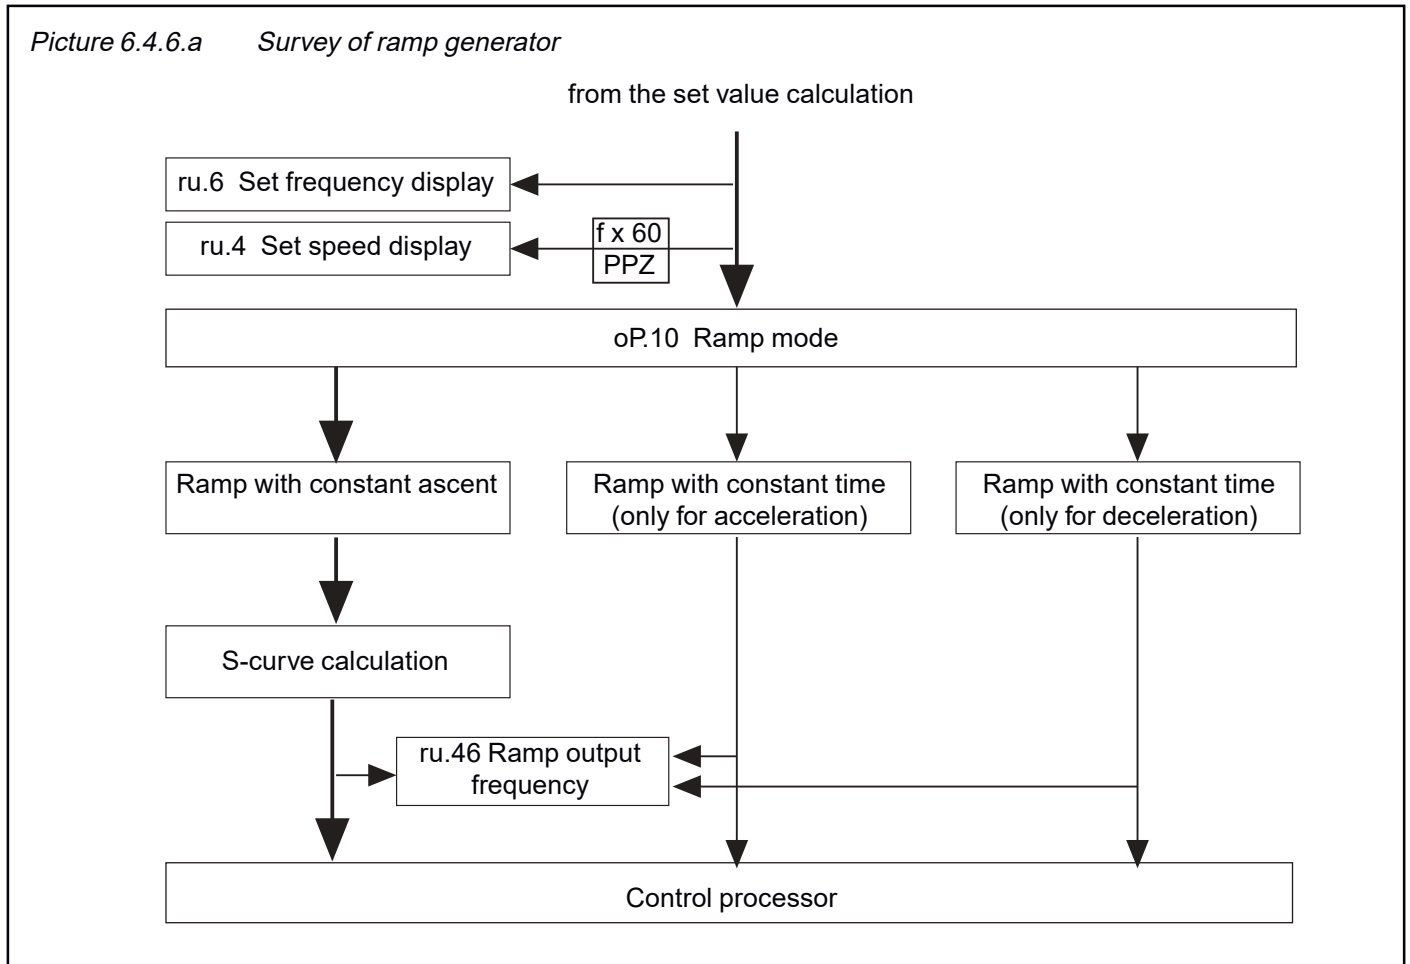 Picture 6.4.6.a Survey of ramp generator
from the set value calculation
ru.6 Set frequency display
ru.4 Set speed display
f x 60
PPZ
oP.10 Ramp mode
Ramp with constant ascent
Ramp with constant time
(only for acceleration)
Ramp with constant time
(only for deceleration)
S-curve calculation
ru.46 Ramp output
frequency
Control processor